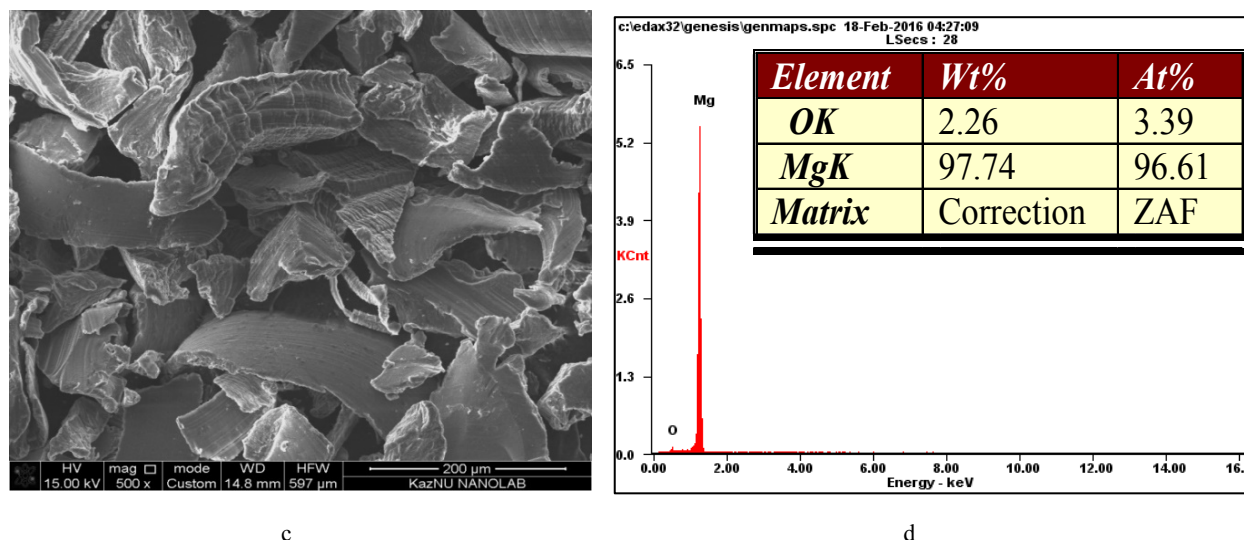 c:\edax32\genesis\genmaps.spc 18-Feb-2016 04:27:09
LSecs : 28
6.5
5.2
3.9
KCnt
2.6
1.3
0.0
Mg
O
Element Wt% At%
OK 2.26 3.39
MgK 97.74 96.61
Matrix Correction ZAF
0.00 2.00 4.00 6.00 8.00 10.00 12.00 14.00 16.
Energy - keV
HV mag mode WD HFW 200 µm
15.00 kV 500 x Custom 14.8 mm 597 µm KazNU NANOLAB
c d